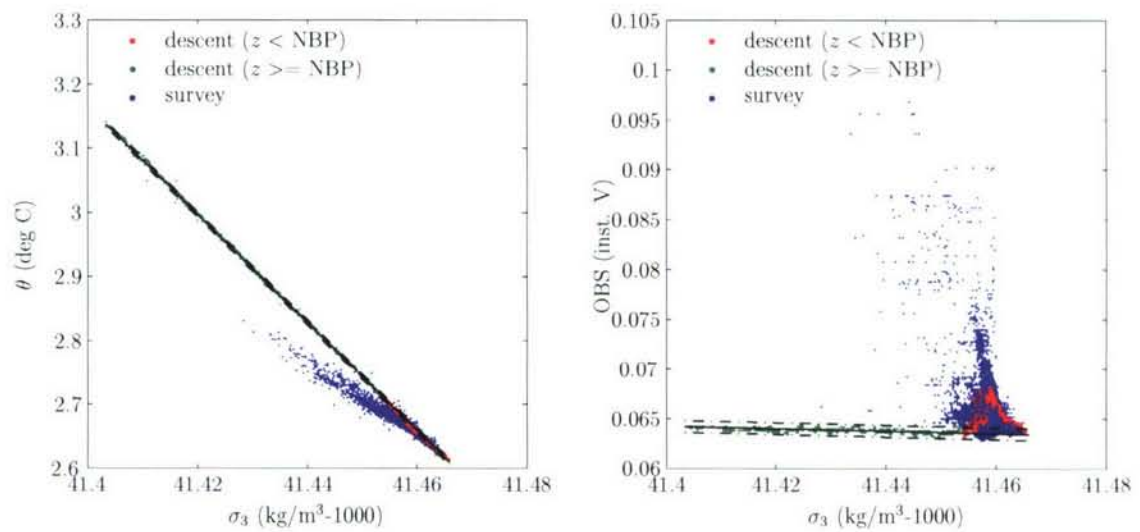 3.3
3.2
3.1
3
2.9
2.8
2.7
2.6
θ (deg C)
descent (z < NBP)
descent (z >= NBP)
survey
41.4
41.42
41.44
41.46
41.48
σ₃ (kg/m³-1000)
0.105
0.1
0.095
0.09
0.085
0.08
0.075
0.07
0.065
0.06
OBS (inst. V)
descent (z < NBP)
descent (z >= NBP)
survey
41.4
41.42
41.44
41.46
41.48
σ₃ (kg/m³-1000)